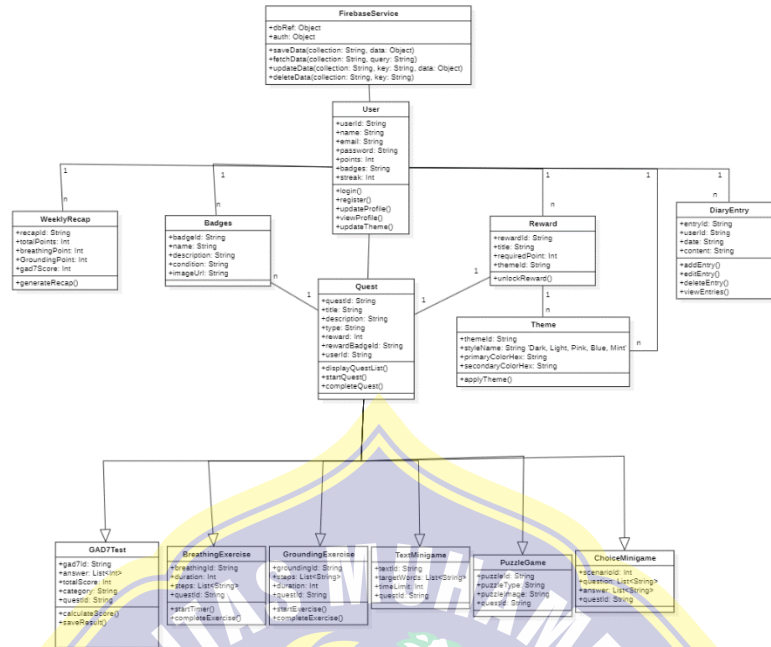 FirebaseService
+dbRef: Object
+auth: Object
+saveData(collection: String, data: Object)
+fetchData(collection: String, query: String)
+updateData(collection: String, key: String, data: Object)
+deleteData(collection: String, key: String)
User
+userId: String
+name: String
+email: String
+password: String
+points: Int
+badges: String
+streak: Int
+login()
+register()
+updateProfile()
+viewProfile()
+updateTheme()
1
n
1
n
1
n
1
n
1
n
WeeklyRecap
+recapId: String
+totalPoints: Int
+breathingPoint: Int
+GroundingPoint: Int
+gad7Score: Int
+generateRecap()
Badges
+badgeId: String
+name: String
+description: String
+condition: String
+imageUrl: String
n
1
Reward
+rewardId: String
+title: String
+requiredPoint: Int
+themeId: String
+unlockReward()
1
1
1
n
DiaryEntry
+entryId: String
+userId: String
+date: String
+content: String
+addEntry()
+editEntry()
+deleteEntry()
+viewEntries()
Quest
+questId: String
+title: String
+description: String
+type: String
+reward: Int
+rewardBadgeId: String
+userId: String
+displayQuestList()
+startQuest()
+completeQuest()
Theme
+themeId: String
+styleName: String 'Dark, Light, Pink, Blue, Mint'
+primaryColorHex: String
+secondaryColorHex: String
+applyTheme()
GAD7Test
+gad7Id: String
+answer: List<Int>
+totalScore: Int
+category: String
+questId: String
+calculateScore()
+saveResult()
BreathingExercise
+breathingId: String
+duration: Int
+steps: List<String>
+questId: String
+startTimer()
+completeExercise()
GroundingExercise
+groundingId: String
+steps: List<String>
+duration: Int
+questId: String
+startExercise()
+completeExercise()
TextMinigame
+textId: String
+targetWords: List<String>
+timeLimit: Int
+questId: String
PuzzleGame
+puzzleId: String
+puzzleType: String
+puzzleImage: String
+questId: String
ChoiceMinigame
+scenarioId: Int
+question: List<String>
+answer: List<String>
+questId: String